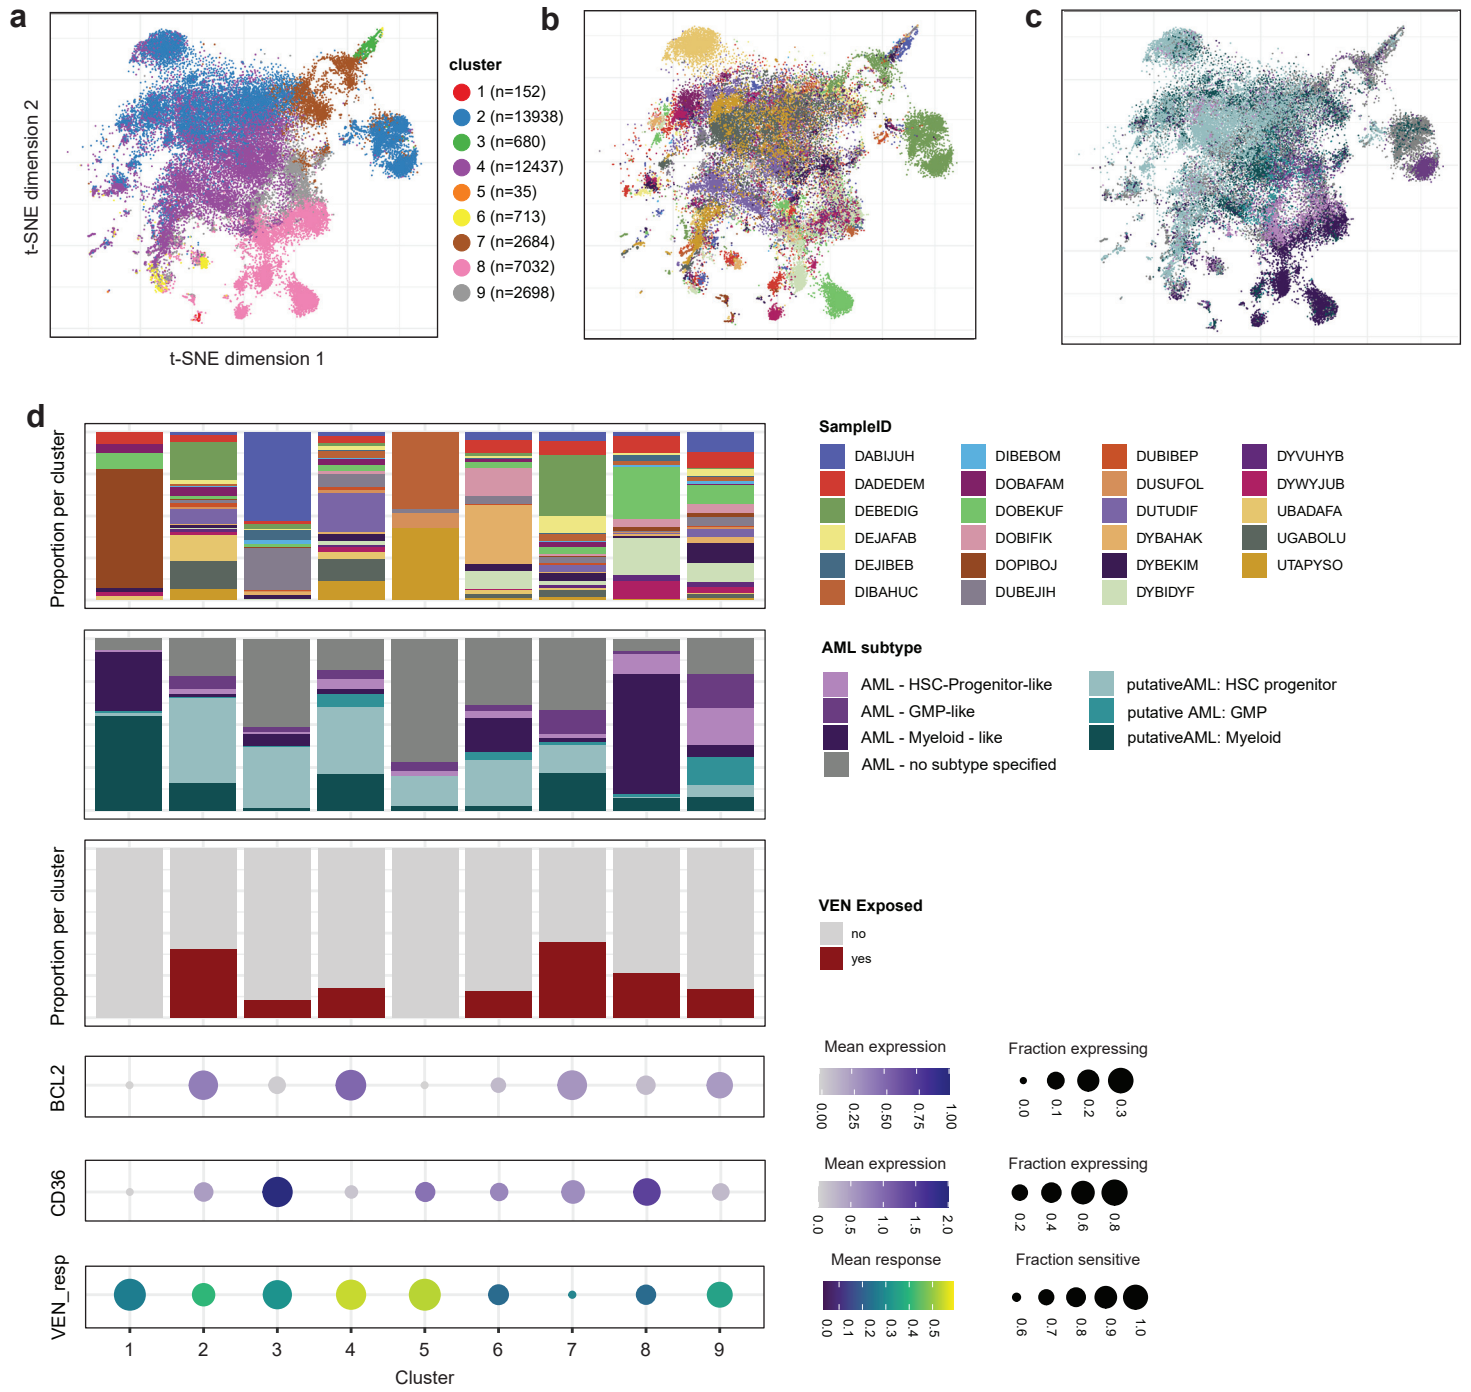 a
b
c
t-SNE dimension 2
t-SNE dimension 1
cluster
1 (n=152)
2 (n=13938)
3 (n=680)
4 (n=12437)
5 (n=35)
6 (n=713)
7 (n=2684)
8 (n=7032)
9 (n=2698)
d
Proportion per cluster
SampleID
DABIJUH
DADEDEM
DEBEDIG
DEJAFAB
DEJIBEB
DIBAHUC
DIBEBOM
DOBAFAM
DOBEKUF
DOBIFIK
DOPIBOJ
DUBEJIH
DUBIBEP
DUSUFOL
DUTUDIF
DYBAHAK
DYBEKIM
DYBIDYF
DYVUHYB
DYWYJUB
UBADAFA
UGABOLU
UTAPYSO
AML subtype
AML - HSC-Progenitor-like
AML - GMP-like
AML - Myeloid - like
AML - no subtype specified
putativeAML: HSC progenitor
putative AML: GMP
putativeAML: Myeloid
Proportion per cluster
VEN Exposed
no
yes
BCL2
Mean expression
0.00 0.25 0.50 0.75 1.00
Fraction expressing
0.0 0.1 0.2 0.3
CD36
Mean expression
0.0 0.5 1.0 1.5 2.0
Fraction expressing
0.2 0.4 0.6 0.8
VEN_resp
Mean response
0.0 0.1 0.2 0.3 0.4 0.5
Fraction sensitive
0.6 0.7 0.8 0.9 1.0
1 2 3 4 5 6 7 8 9
Cluster